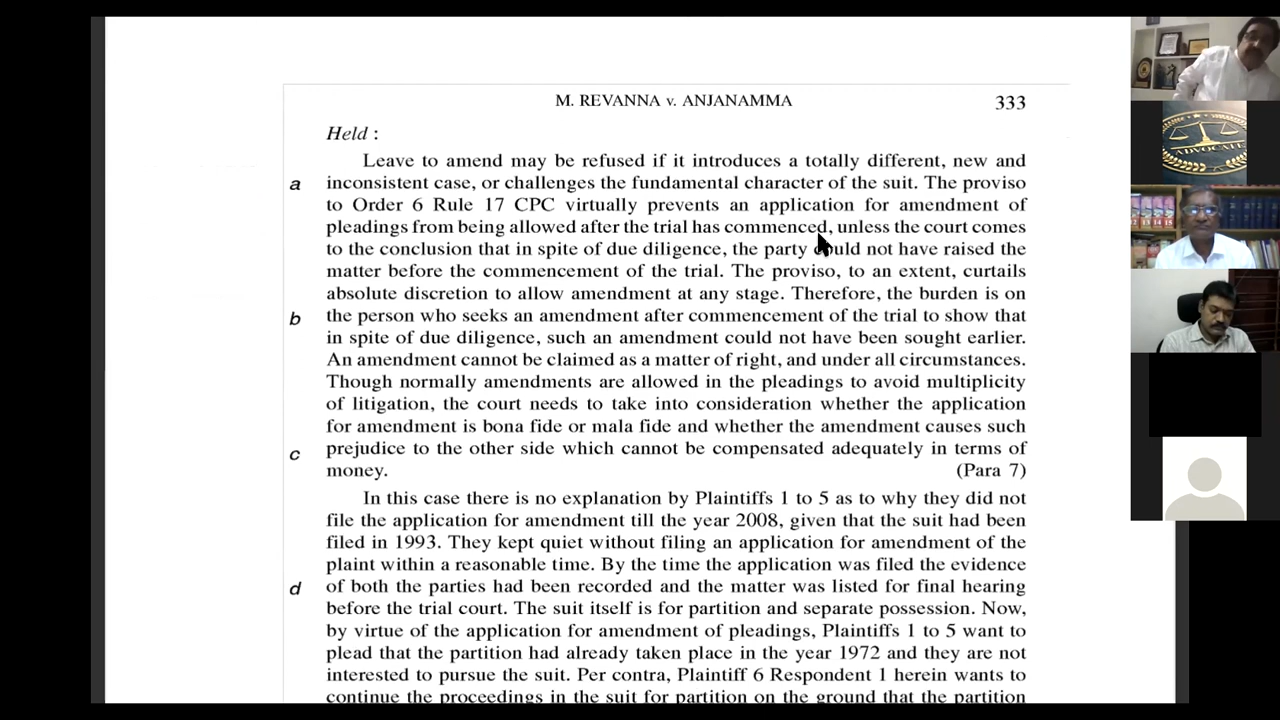 M. REVANNA v. ANJANAMMA 333
Held :
Leave to amend may be refused if it introduces a totally different, new and
a inconsistent case, or challenges the fundamental character of the suit. The proviso
to Order 6 Rule 17 CPC virtually prevents an application for amendment of
pleadings from being allowed after the trial has commenced, unless the court comes
to the conclusion that in spite of due diligence, the party could not have raised the
matter before the commencement of the trial. The proviso, to an extent, curtails
absolute discretion to allow amendment at any stage. Therefore, the burden is on
b the person who seeks an amendment after commencement of the trial to show that
in spite of due diligence, such an amendment could not have been sought earlier.
An amendment cannot be claimed as a matter of right, and under all circumstances.
Though normally amendments are allowed in the pleadings to avoid multiplicity
of litigation, the court needs to take into consideration whether the application
for amendment is bona fide or mala fide and whether the amendment causes such
c prejudice to the other side which cannot be compensated adequately in terms of
money. (Para 7)
In this case there is no explanation by Plaintiffs 1 to 5 as to why they did not
file the application for amendment till the year 2008, given that the suit had been
filed in 1993. They kept quiet without filing an application for amendment of the
plaint within a reasonable time. By the time the application was filed the evidence
d of both the parties had been recorded and the matter was listed for final hearing
before the trial court. The suit itself is for partition and separate possession. Now,
by virtue of the application for amendment of pleadings, Plaintiffs 1 to 5 want to
plead that the partition had already taken place in the year 1972 and they are not
interested to pursue the suit. Per contra, Plaintiff 6 Respondent 1 herein wants to
continue the proceedings in the suit for partition on the ground that the partition
ADVOCATE